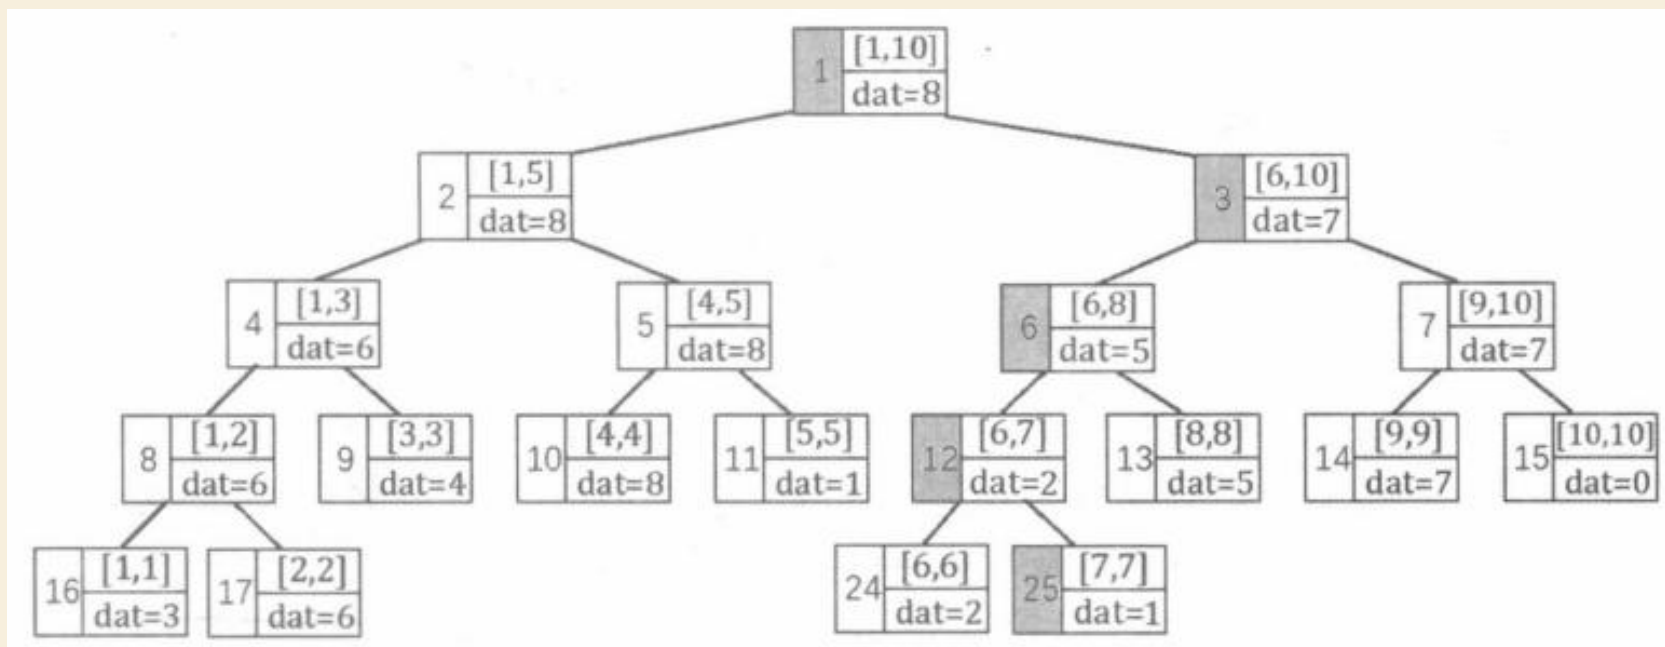 1 [1,10]
dat=8
2 [1,5]
dat=8
3 [6,10]
dat=7
4 [1,3]
dat=6
5 [4,5]
dat=8
6 [6,8]
dat=5
7 [9,10]
dat=7
8 [1,2]
dat=6
9 [3,3]
dat=4
10 [4,4]
dat=8
11 [5,5]
dat=1
12 [6,7]
dat=2
13 [8,8]
dat=5
14 [9,9]
dat=7
15 [10,10]
dat=0
16 [1,1]
dat=3
17 [2,2]
dat=6
24 [6,6]
dat=2
25 [7,7]
dat=1